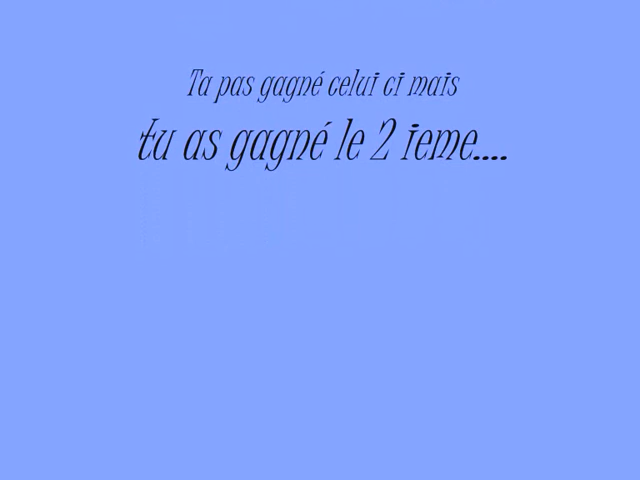 Ta pas gagné celui ci mais
tu as gagné le 2 ieme....